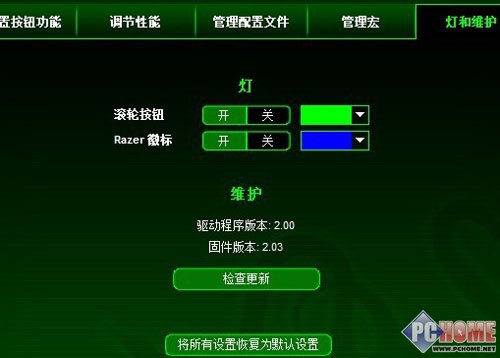 置按钮功能 调节性能 管理配置文件 管理宏 灯和维护
灯
滚轮按钮 开 关
Razer 徽标 开 关
维护
驱动程序版本: 2.00
固件版本: 2.03
检查更新
将所有设置恢复为默认设置
PCHOME
WWW.PCHOME.NET